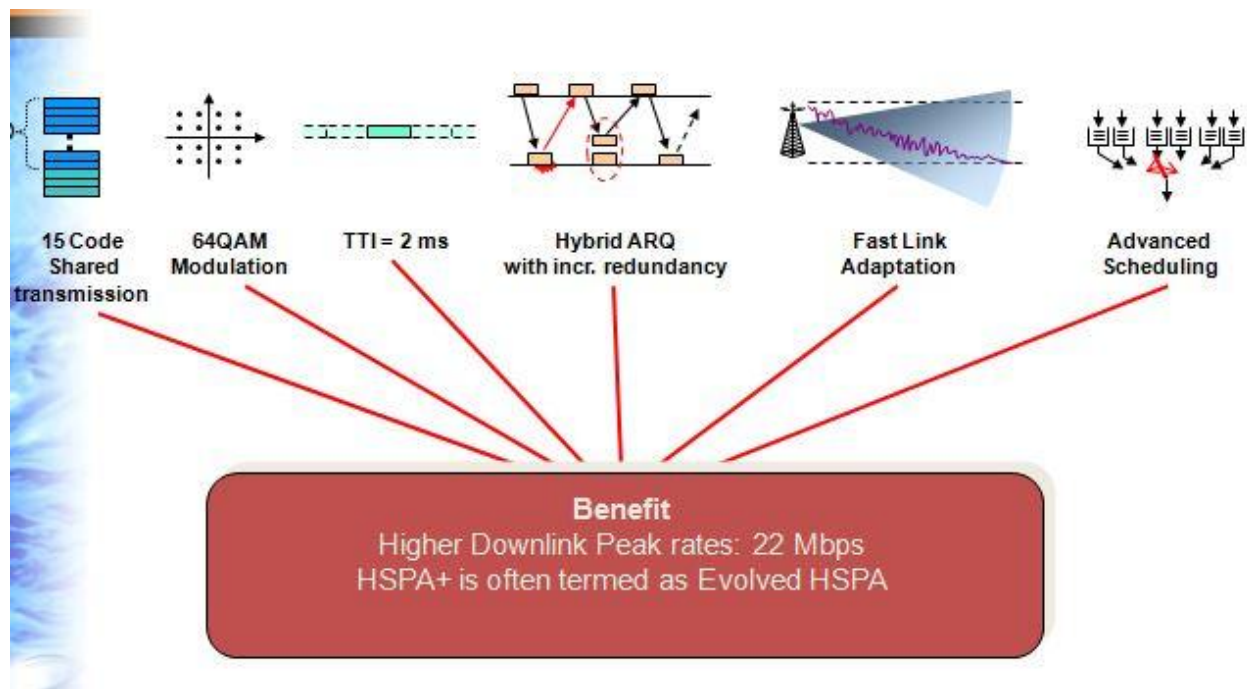 15 Code
Shared
transmission
64QAM
Modulation
TTI = 2 ms
Hybrid ARQ
with incr. redundancy
Fast Link
Adaptation
Advanced
Scheduling
Benefit
Higher Downlink Peak rates: 22 Mbps
HSPA+ is often termed as Evolved HSPA